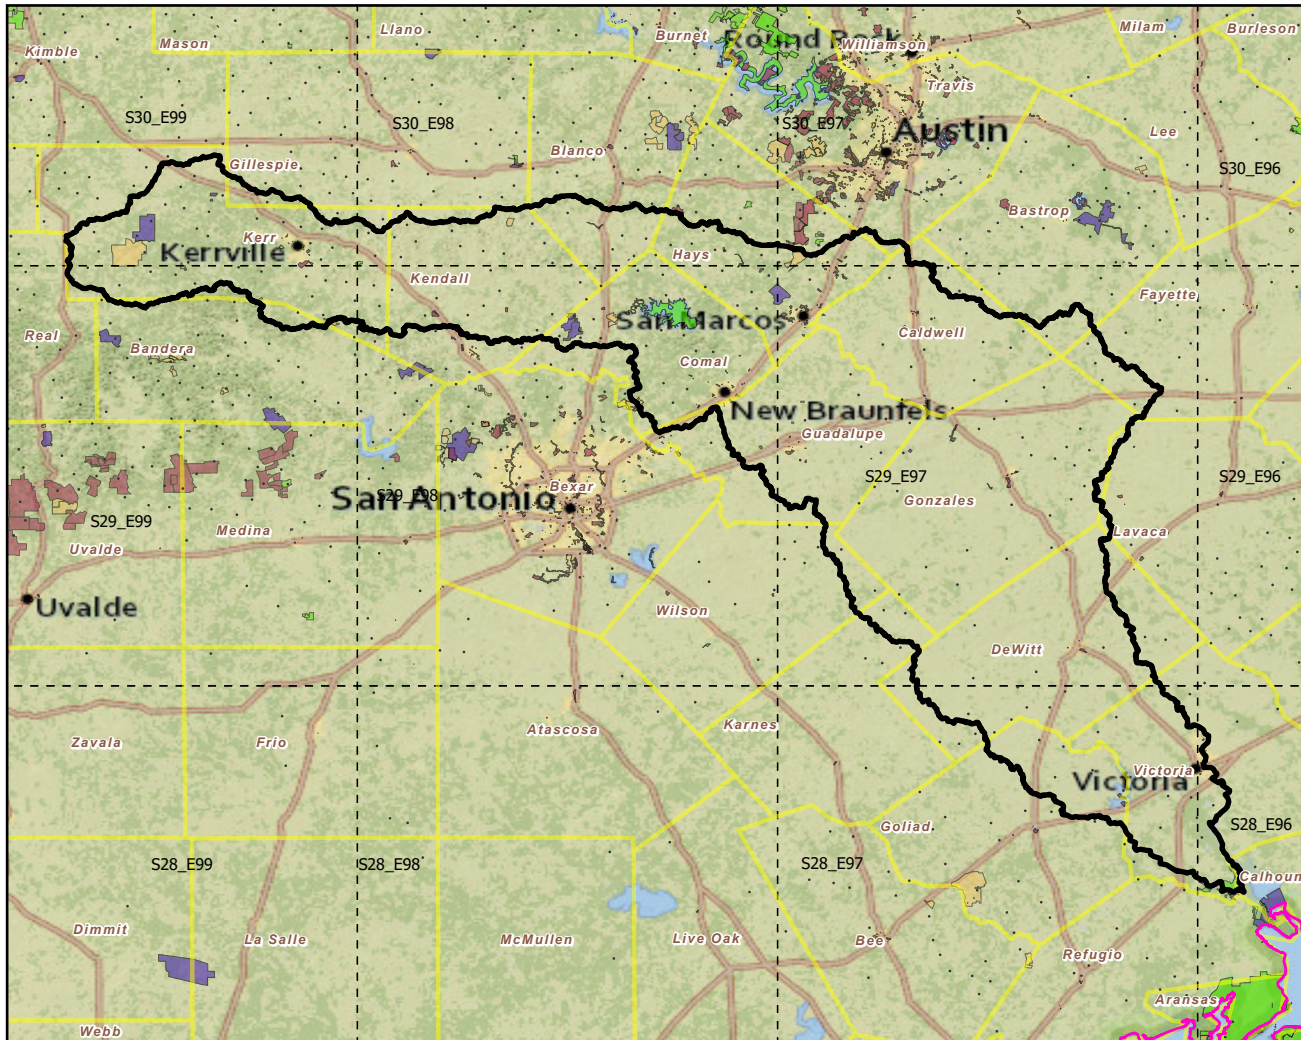 Llano
Milam
Burleson
Mason
Burnet
Round Rock
Williamson
Kimble
Travis
S30_E99
S30_E98
S30_E97
Austin
Lee
Blanco
Gillespie
S30_E96
Bastrop
Kerr
Kerrville
Hays
Kendall
Fayette
Real
San Marcos
Caldwell
Bandera
Comal
New Braunfels
Guadalupe
S29_E97
S29_E96
Bexar
San Antonio
S29_E98
Gonzales
S29_E99
Medina
Lavaca
Uvalde
Uvalde
Wilson
DeWitt
Zavala
Frio
Atascosa
Karnes
Victoria
Victoria
Goliad
S28_E96
S28_E99
S28_E98
S28_E97
Calhoun
Dimmit
La Salle
McMullen
Live Oak
Bee
Refugio
Aransas
Webb